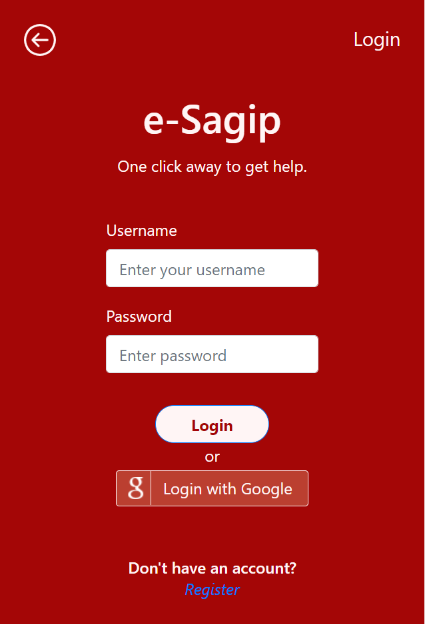 Login
e-Sagip
One click away to get help.
Username
Enter your username
Password
Enter password
Login
or
g Login with Google
Don't have an account?
Register